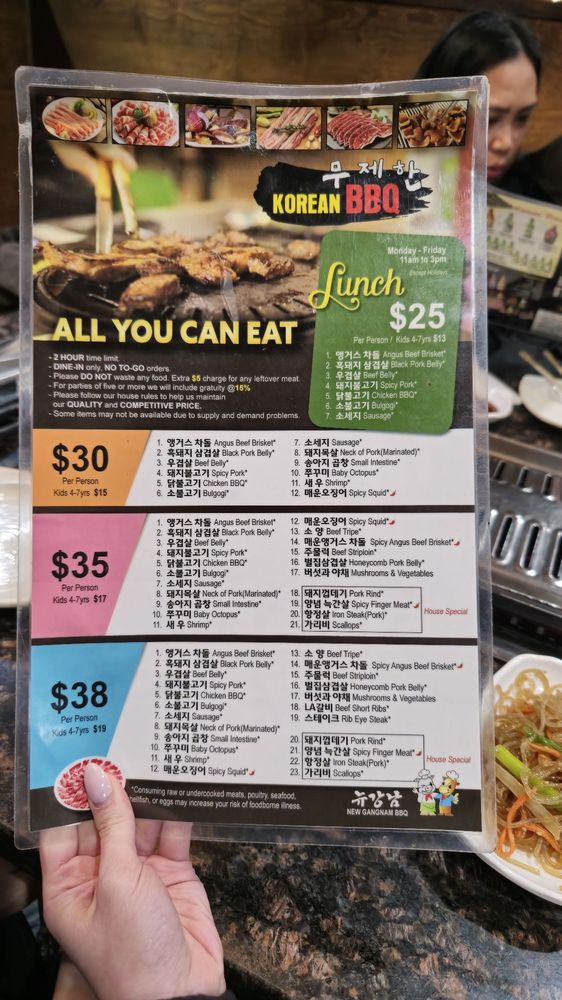 무제한
KOREAN BBQ
Monday - Friday
11am to 3pm
Except Holidays
Lunch
$25
Per Person / Kids 4-7yrs $13
1. 앵거스 차돌 Angus Beef Brisket*
2. 흑돼지 삼겹살 Black Pork Belly*
3. 우겹살 Beef Belly*
4. 돼지불고기 Spicy Pork*
5. 닭불고기 Chicken BBQ*
6. 소불고기 Bulgogi*
7. 소세지 Sausage*
ALL YOU CAN EAT
- 2 HOUR time limit.
- DINE-IN only, NO TO-GO orders.
- Please DO NOT waste any food. Extra $5 charge for any leftover meat.
- For parties of five or more we will include gratuity @15%
- Please follow our house rules to help us maintain
our QUALITY and COMPETITIVE PRICE.
- Some items may not be available due to supply and demand problems.
$30
Per Person
Kids 4-7yrs $15
1. 앵거스 차돌 Angus Beef Brisket*
2. 흑돼지 삼겹살 Black Pork Belly*
3. 우겹살 Beef Belly*
4. 돼지불고기 Spicy Pork*
5. 닭불고기 Chicken BBQ*
6. 소불고기 Bulgogi*
7. 소세지 Sausage*
8. 돼지목살 Neck of Pork(Marinated)*
9. 송아지 곱창 Small Intestine*
10. 쭈꾸미 Baby Octopus*
11. 새 우 Shrimp*
12. 매운오징어 Spicy Squid*
$35
Per Person
Kids 4-7yrs $17
1. 앵거스 차돌 Angus Beef Brisket*
2. 흑돼지 삼겹살 Black Pork Belly*
3. 우겹살 Beef Belly*
4. 돼지불고기 Spicy Pork*
5. 닭불고기 Chicken BBQ*
6. 소불고기 Bulgogi*
7. 소세지 Sausage*
8. 돼지목살 Neck of Pork(Marinated)*
9. 송아지 곱창 Small Intestine*
10. 쭈꾸미 Baby Octopus*
11. 새 우 Shrimp*
12. 매운오징어 Spicy Squid*
13. 소 양 Beef Tripe*
14. 매운앵거스 차돌 Spicy Angus Beef Brisket*
15. 주물럭 Beef Striploin*
16. 벌집삼겹살 Honeycomb Pork Belly*
17. 버섯과 야채 Mushrooms & Vegetables
18. 돼지껍데기 Pork Rind*
19. 양념 늑간살 Spicy Finger Meat*
20. 항정살 Iron Steak(Pork)*
21. 가리비 Scallops*
House Special
$38
Per Person
Kids 4-7yrs $19
1. 앵거스 차돌 Angus Beef Brisket*
2. 흑돼지 삼겹살 Black Pork Belly*
3. 우겹살 Beef Belly*
4. 돼지불고기 Spicy Pork*
5. 닭불고기 Chicken BBQ*
6. 소불고기 Bulgogi*
7. 소세지 Sausage*
8. 돼지목살 Neck of Pork(Marinated)*
9. 송아지 곱창 Small Intestine*
10. 쭈꾸미 Baby Octopus*
11. 새 우 Shrimp*
12. 매운오징어 Spicy Squid*
13. 소 양 Beef Tripe*
14. 매운앵거스 차돌 Spicy Angus Beef Brisket*
15. 주물럭 Beef Striploin*
16. 벌집삼겹살 Honeycomb Pork Belly*
17. 버섯과 야채 Mushrooms & Vegetables
18. LA갈비 Beef Short Ribs*
19. 스테이크 Rib Eye Steak*
20. 돼지껍데기 Pork Rind*
21. 양념 늑간살 Spicy Finger Meat*
22. 항정살 Iron Steak(Pork)*
23. 가리비 Scallops*
House Special
*Consuming raw or undercooked meats, poultry, seafood,
shellfish, or eggs may increase your risk of foodborne illness.
뉴강남
NEW GANGNAM BBQ